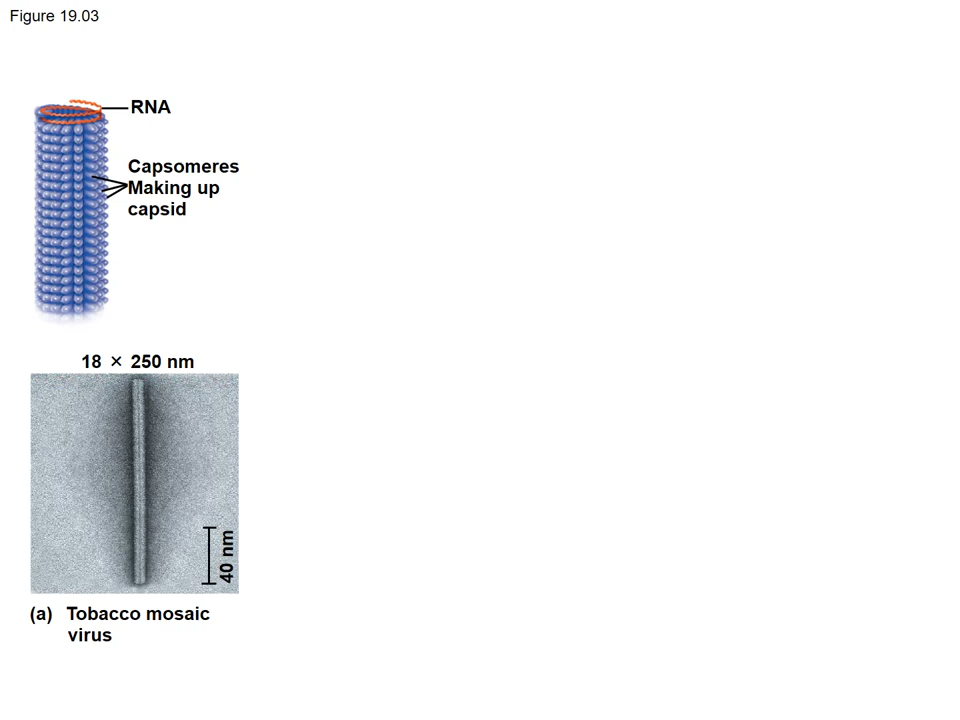 Figure 19.03
RNA
Capsomeres
Making up
capsid
18 × 250 nm
40 nm
(a) Tobacco mosaic
virus